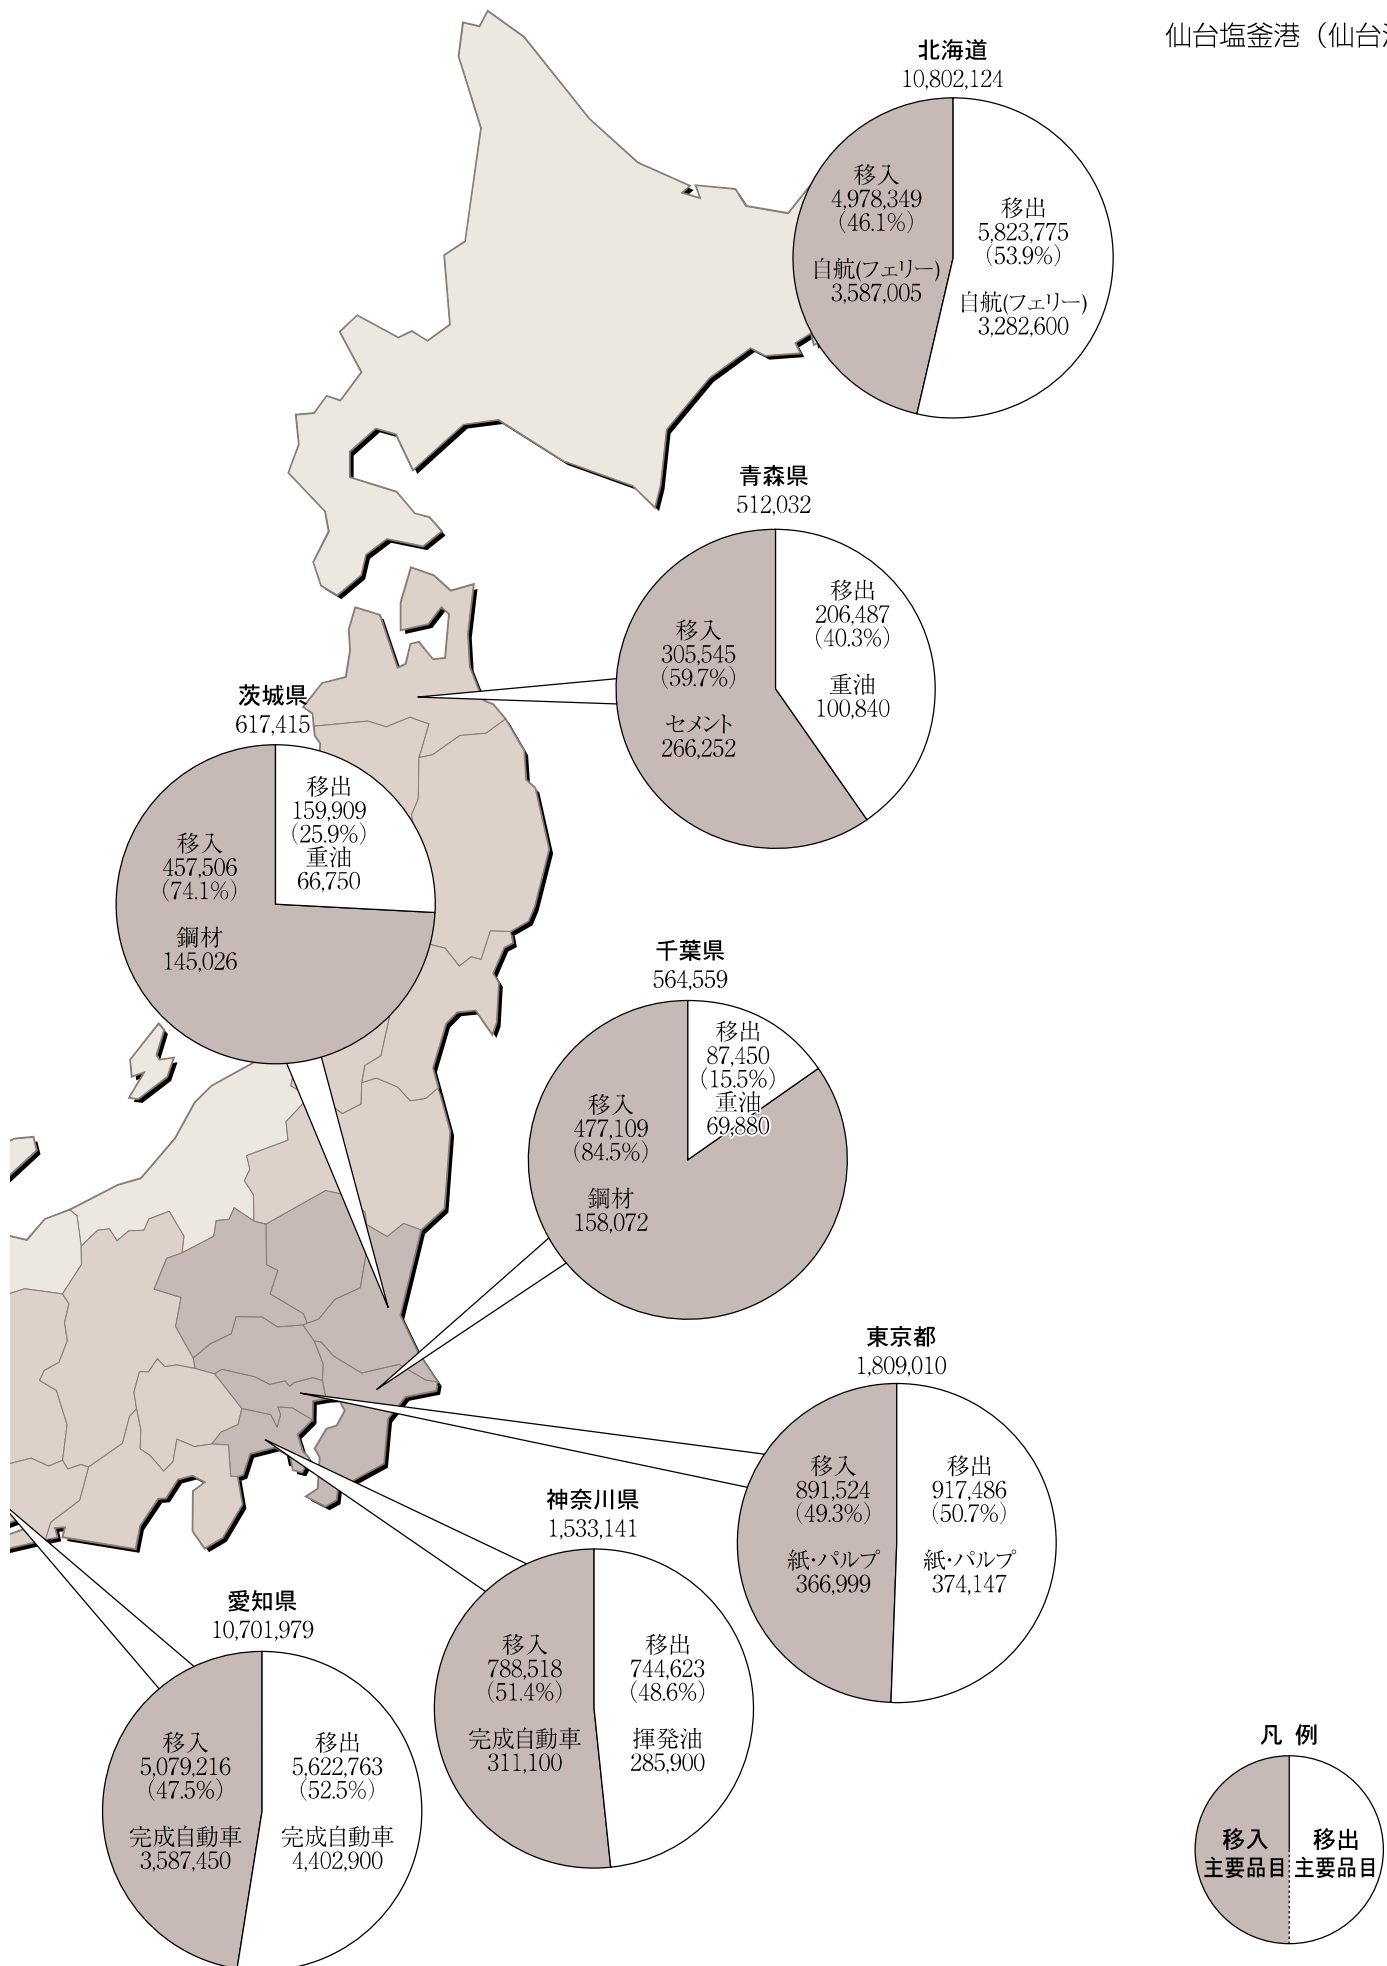 仙台塩釜港（仙台
北海道
10,802,124
移入
4,978,349
（46.1%）
自航(フェリー)
3,587,005
移出
5,823,775
（53.9%）
自航(フェリー)
3,282,600
青森県
512,032
移入
305,545
（59.7%）
セメント
266,252
移出
206,487
（40.3%）
重油
100,840
茨城県
617,415
移入
457,506
（74.1%）
鋼材
145,026
移出
159,909
（25.9%）
重油
66,750
千葉県
564,559
移入
477,109
（84.5%）
鋼材
158,072
移出
87,450
（15.5%）
重油
69,880
東京都
1,809,010
移入
891,524
（49.3%）
紙・パルプ
366,999
移出
917,486
（50.7%）
紙・パルプ
374,147
神奈川県
1,533,141
移入
788,518
（51.4%）
完成自動車
311,100
移出
744,623
（48.6%）
揮発油
285,900
愛知県
10,701,979
移入
5,079,216
（47.5%）
完成自動車
3,587,450
移出
5,622,763
（52.5%）
完成自動車
4,402,900
凡 例
移入
主要品目
移出
主要品目